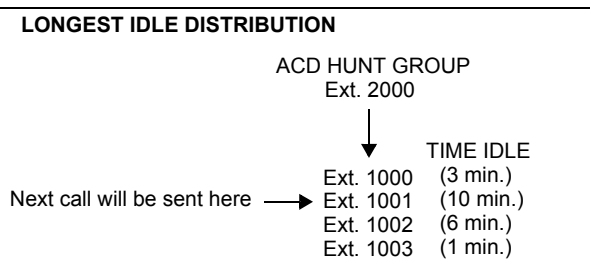 LONGEST IDLE DISTRIBUTION
ACD HUNT GROUP
Ext. 2000
TIME IDLE
Ext. 1000 (3 min.)
Next call will be sent here Ext. 1001 (10 min.)
Ext. 1002 (6 min.)
Ext. 1003 (1 min.)